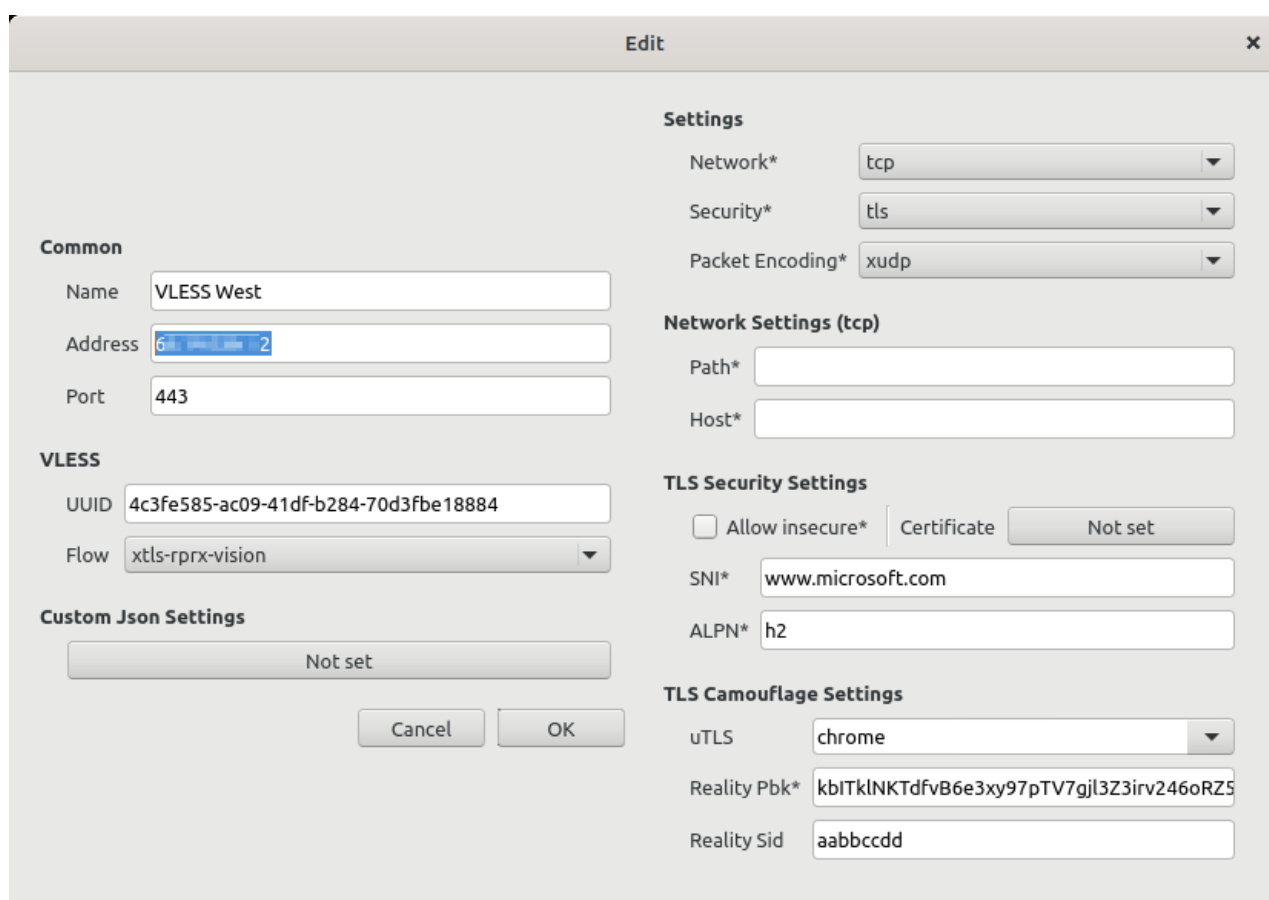 Edit
Common
Name VLESS West
Address
Port 443
VLESS
UUID 4c3fe585-ac09-41df-b284-70d3fbe18884
Flow xtls-rprx-vision
Custom Json Settings
Not set
Cancel OK
Settings
Network* tcp
Security* tls
Packet Encoding* xudp
Network Settings (tcp)
Path*
Host*
TLS Security Settings
Allow insecure* Certificate Not set
SNI* www.microsoft.com
ALPN* h2
TLS Camouflage Settings
uTLS chrome
Reality Pbk* kbITklNKTdfvB6e3xy97pTV7gjl3Z3irv246oRZ5
Reality Sid aabbccdd